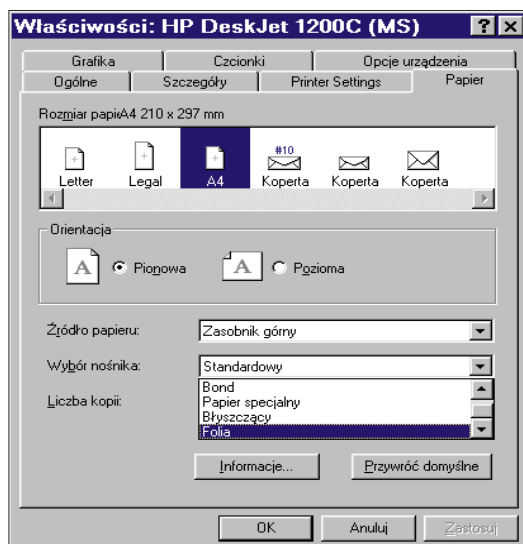 Właściwości: HP DeskJet 1200C (MS)
Grafika Czcionki Opcje urządzenia
Ogólne Szczegóły Printer Settings Papier
Rozmiar papiA4 210 x 297 mm
#10
Letter Legal A4 Koperta Koperta Koperta
Orientacja
A Pionowa A Pozioma
Źródło papieru: Zasobnik górny
Wybór nośnika: Standardowy
Bond
Liczba kopii: Papier specjalny
Błyszczący
Folia
Informacje... Przywróć domyślne
OK Anuluj Zastosuj